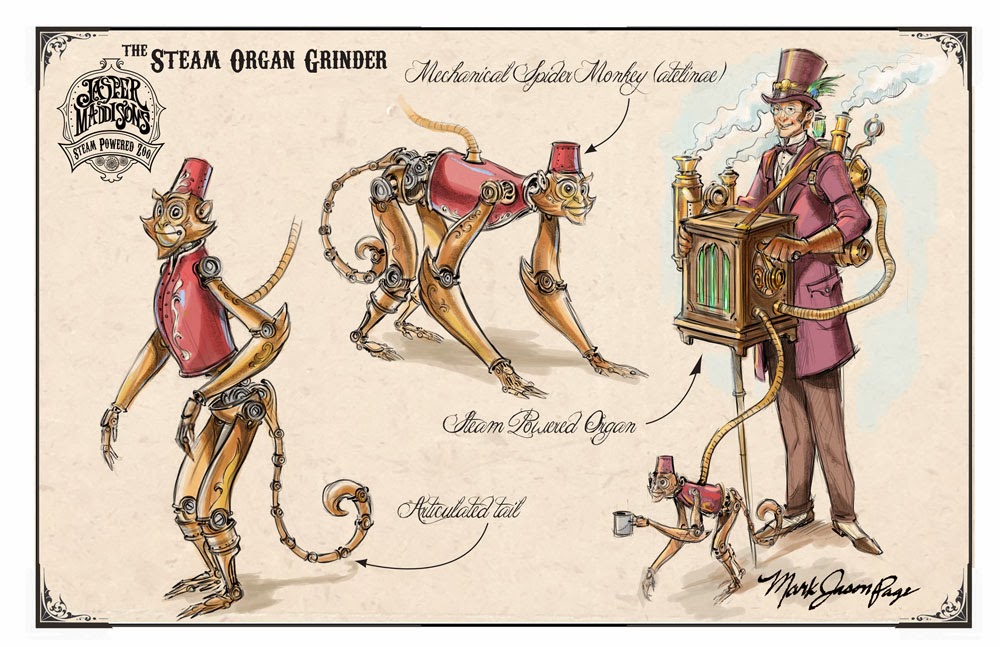 THE STEAM ORGAN GRINDER
JASPER
MADDISONS
STEAM POWERED ZOO
Mechanical Spider Monkey (atelinae)
Steam Powered Organ
Articulated tail
Mark Jason Page